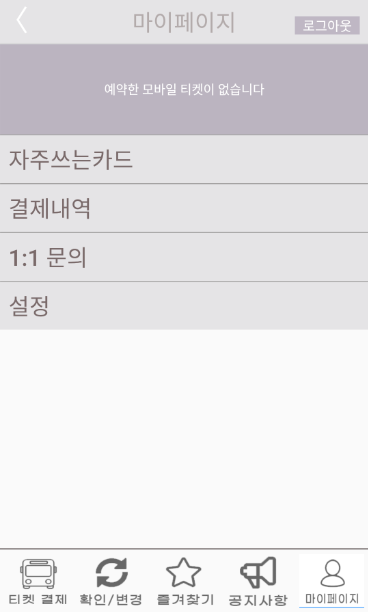 마이페이지
로그아웃
예약한 모바일 티켓이 없습니다
자주쓰는카드
결제내역
1:1 문의
설정
티켓 결제 확인/변경 즐겨찾기 공지사항 마이페이지